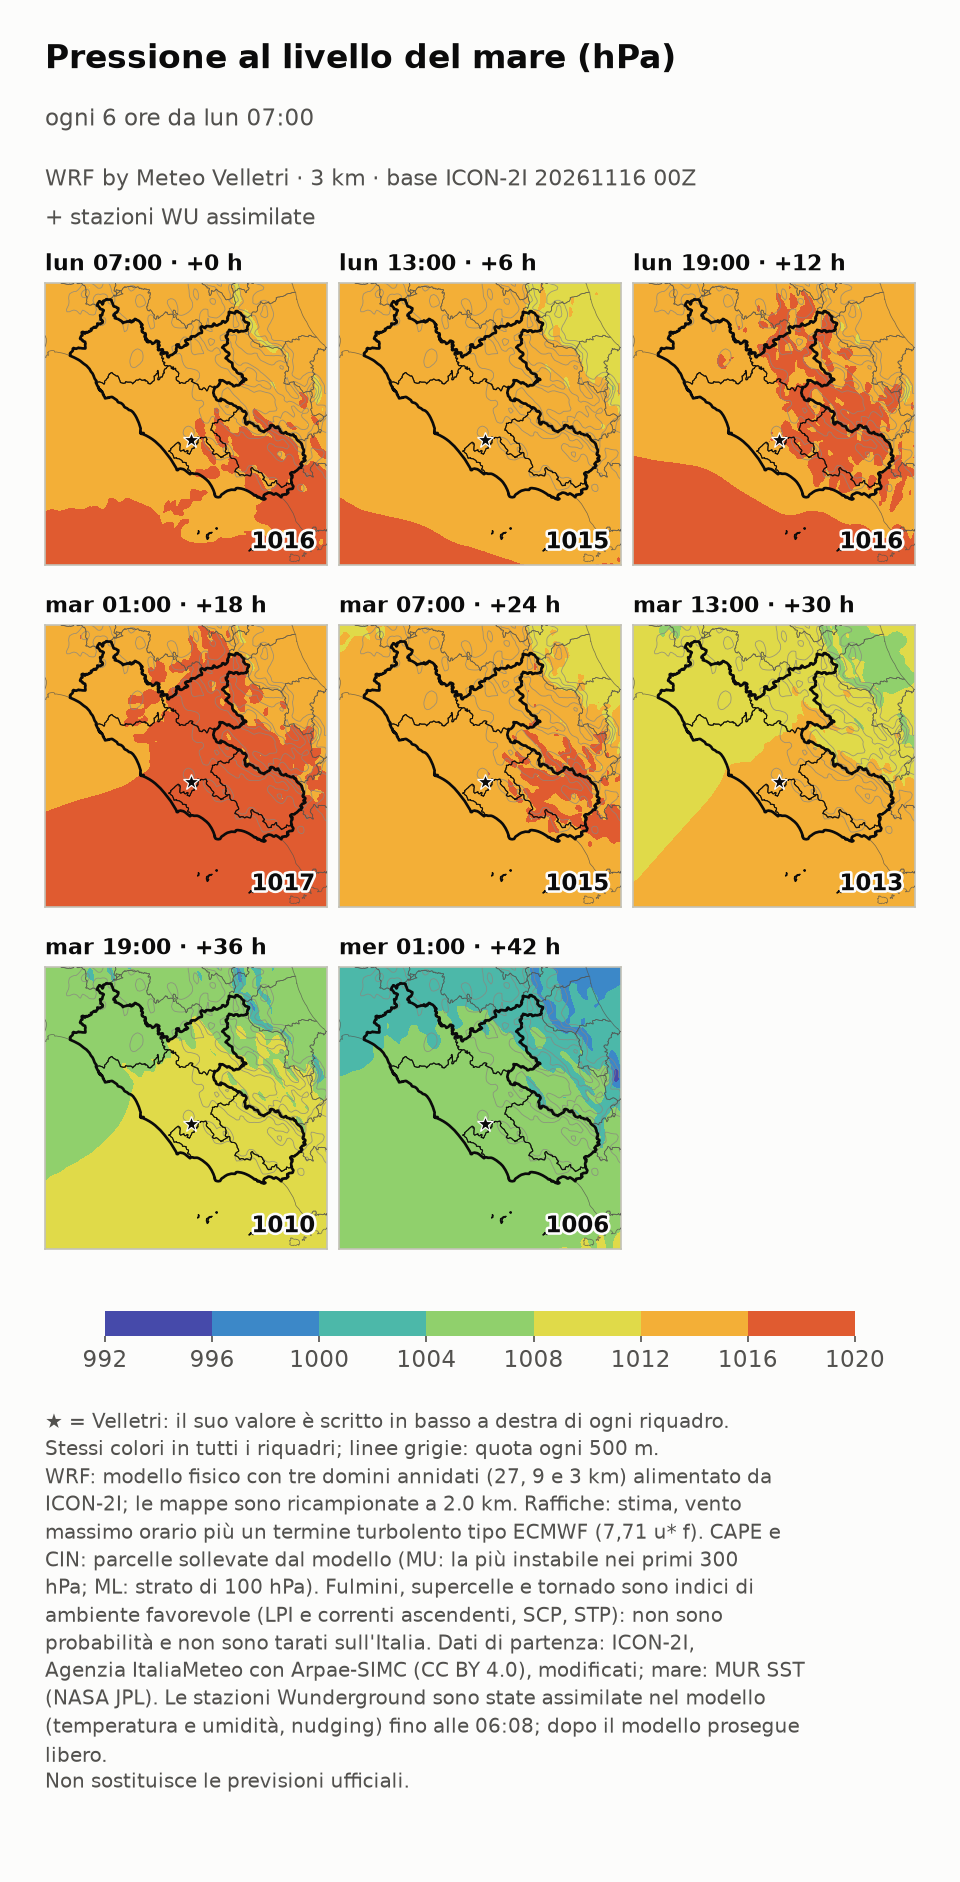 Pressione al livello del mare (hPa)
ogni 6 ore da lun 07:00
WRF by Meteo Velletri · 3 km · base ICON-2I 20261116 00Z
+ stazioni WU assimilate
lun 07:00 · +0 h
lun 13:00 · +6 h
lun 19:00 · +12 h
1016
1015
1016
mar 01:00 · +18 h
mar 07:00 · +24 h
mar 13:00 · +30 h
1017
1015
1013
mar 19:00 · +36 h
mer 01:00 · +42 h
1010
1006
992 996 1000 1004 1008 1012 1016 1020
★ = Velletri: il suo valore è scritto in basso a destra di ogni riquadro.
Stessi colori in tutti i riquadri; linee grigie: quota ogni 500 m.
WRF: modello fisico con tre domini annidati (27, 9 e 3 km) alimentato da
ICON-2I; le mappe sono ricampionate a 2.0 km. Raffiche: stima, vento
massimo orario più un termine turbolento tipo ECMWF (7,71 u* f). CAPE e
CIN: parcelle sollevate dal modello (MU: la più instabile nei primi 300
hPa; ML: strato di 100 hPa). Fulmini, supercelle e tornado sono indici di
ambiente favorevole (LPI e correnti ascendenti, SCP, STP): non sono
probabilità e non sono tarati sull'Italia. Dati di partenza: ICON-2I,
Agenzia ItaliaMeteo con Arpae-SIMC (CC BY 4.0), modificati; mare: MUR SST
(NASA JPL). Le stazioni Wunderground sono state assimilate nel modello
(temperatura e umidità, nudging) fino alle 06:08; dopo il modello prosegue
libero.
Non sostituisce le previsioni ufficiali.